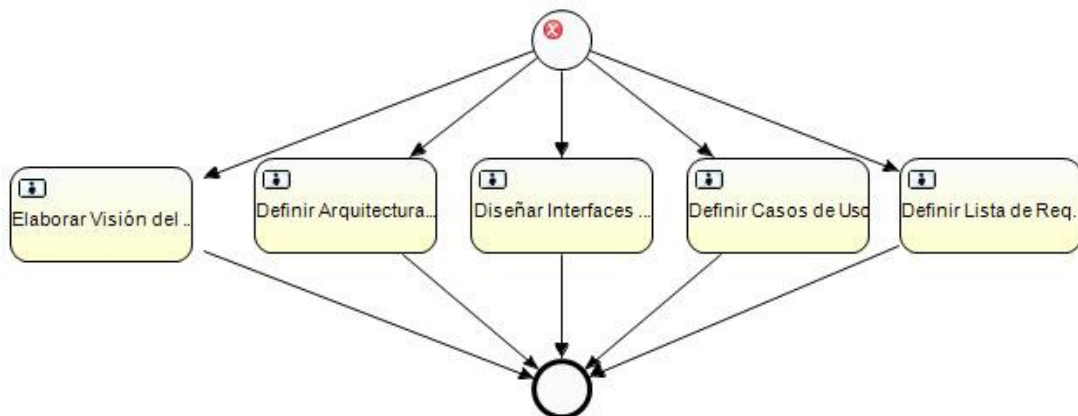 Elaborar Visión del ...
Definir Arquitectura...
Diseñar Interfaces ...
Definir Casos de Uso
Definir Lista de Req.